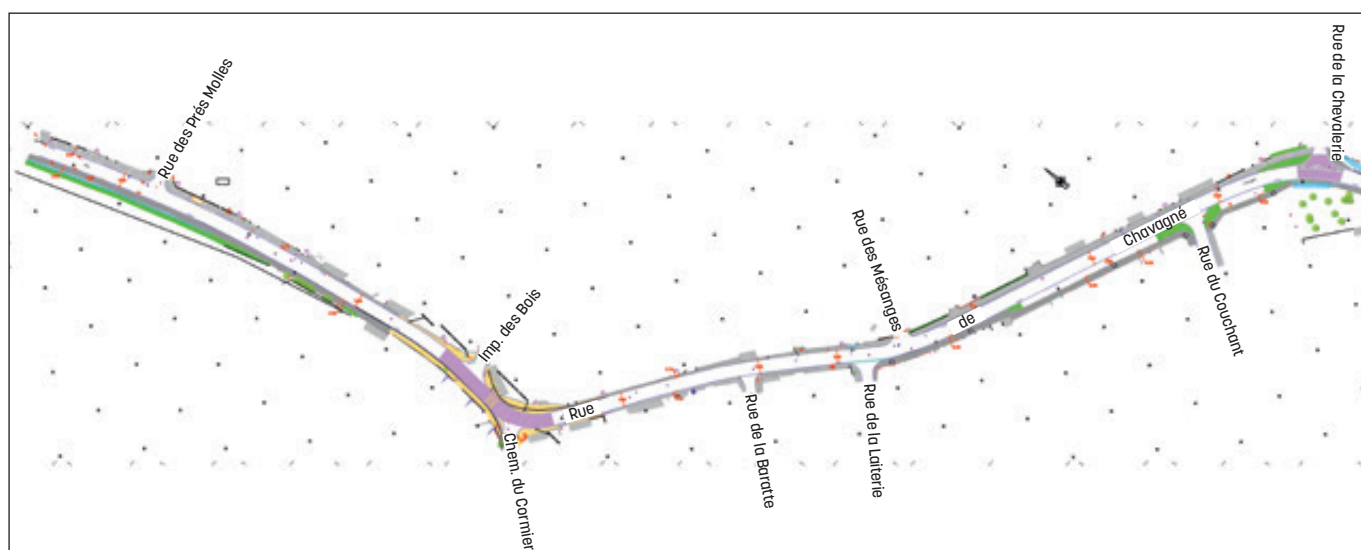 Rue des Prés Molles
Imp. des Bois
Chem. du Cormier
Rue
de
Chavagné
Rue de la Baratte
Rue de la Laiterie
Rue des Mésanges
Rue du Couchant
Rue de la Chevalerie